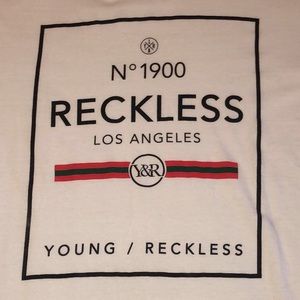 N° 1900
RECKLESS
LOS ANGELES
Y&R
YOUNG / RECKLESS